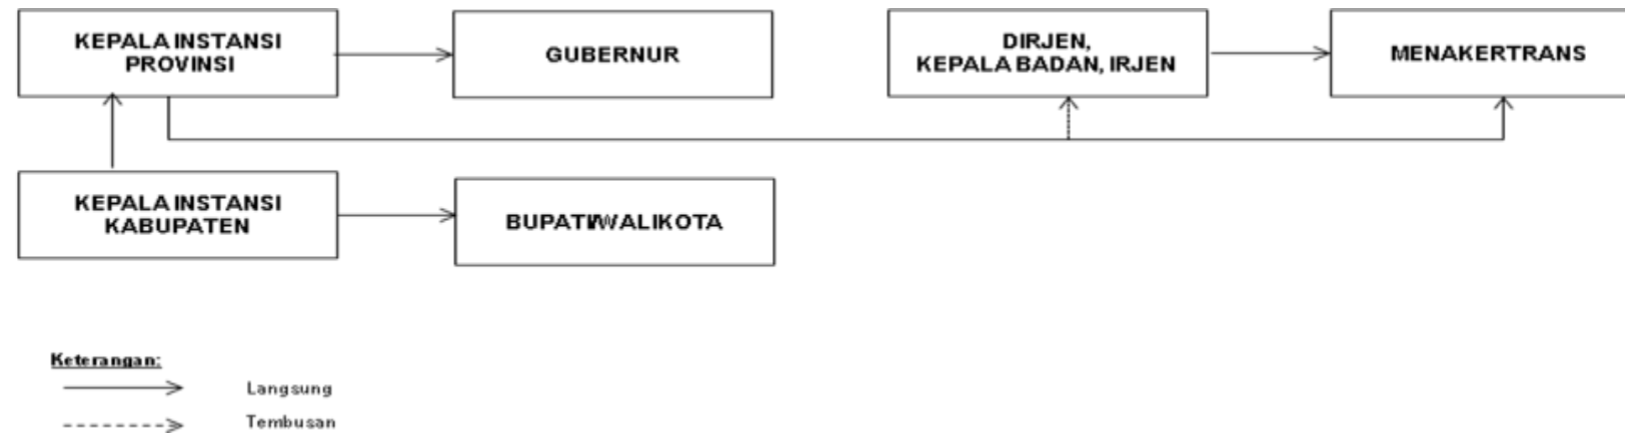 KEPALA INSTANSI
PROVINSI
GUBERNUR
DIRJEN,
KEPALA BADAN, IRJEN
MENAKERTRANS
KEPALA INSTANSI
KABUPATEN
BUPATI/WALIKOTA
Keterangan:
Langsung
Tembusan